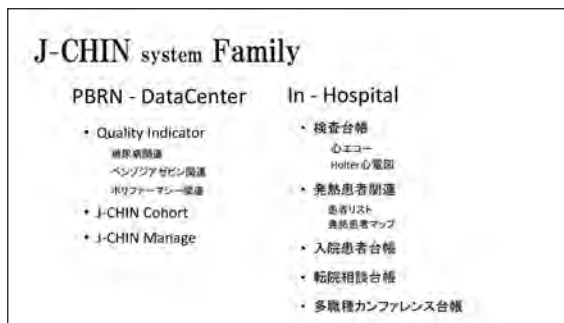 J-CHIN system Family
PBRN - DataCenter
• Quality Indicator
糖尿病関連
ベンゾジアゼピン関連
ポリファーマシー関連
• J-CHIN Cohort
• J-CHIN Manage
In - Hospital
• 検査台帳
心エコー
Holter心電図
• 発熱患者関連
患者リスト
発熱患者マップ
• 入院患者台帳
• 転院相談台帳
• 多職種カンファレンス台帳